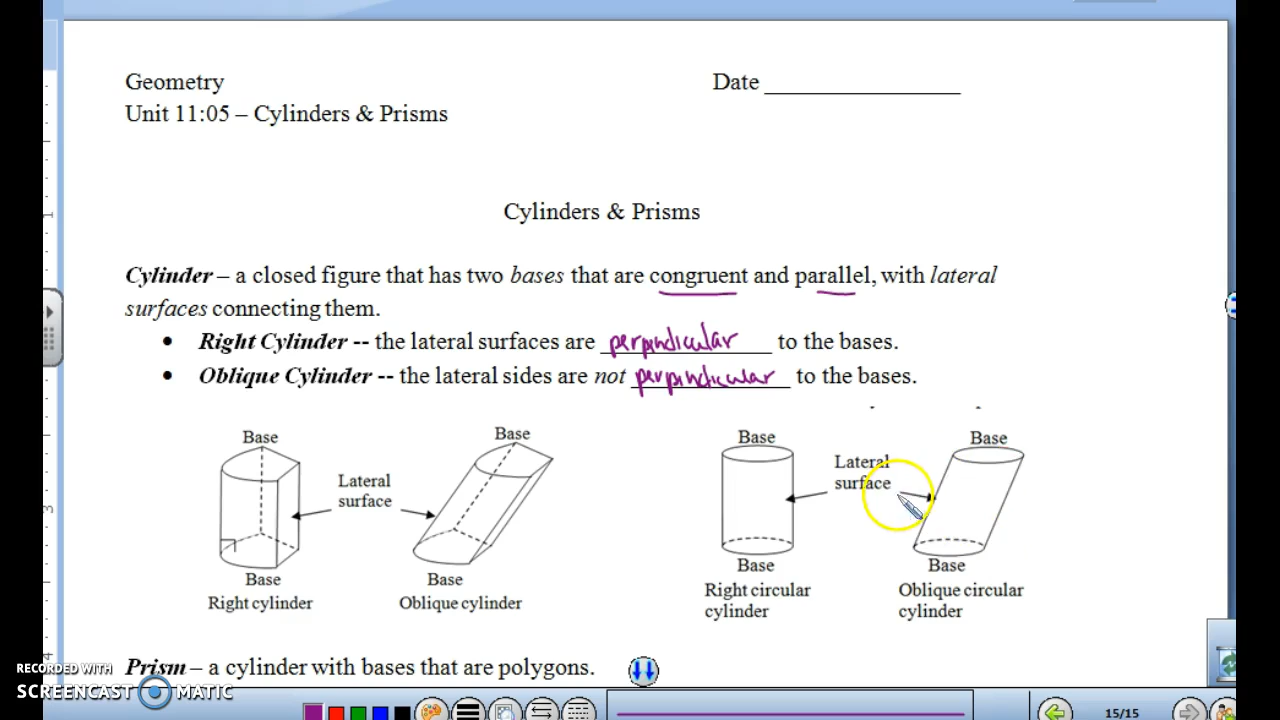 Geometry
Date
Unit 11:05 – Cylinders & Prisms
Cylinders & Prisms
Cylinder – a closed figure that has two bases that are congruent and parallel, with lateral
surfaces connecting them.
• Right Cylinder -- the lateral surfaces are perpendicular to the bases.
• Oblique Cylinder -- the lateral sides are not perpendicular to the bases.
Base
Base
Base
Base
Lateral
surface
Lateral
surface
Base
Base
Base
Base
Right cylinder
Oblique cylinder
Right circular
cylinder
Oblique circular
cylinder
Prism – a cylinder with bases that are polygons.
RECORDED WITH
SCREENCAST MATIC
15/15